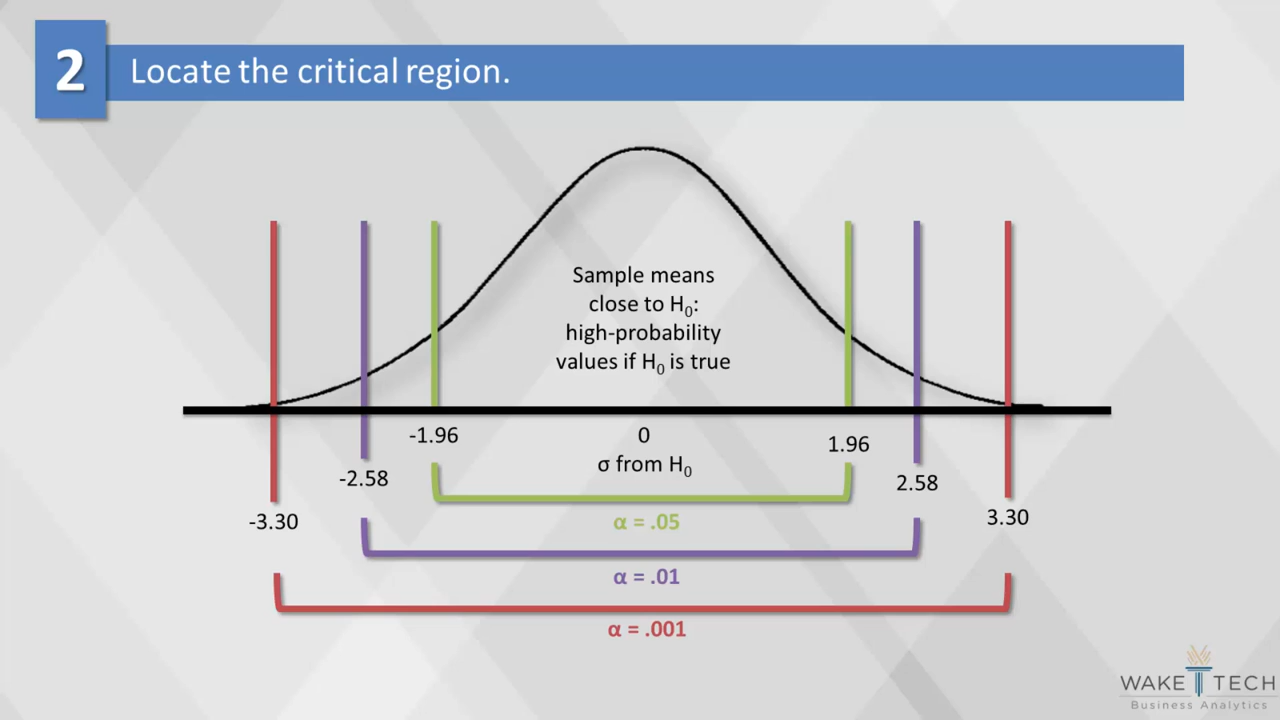 2
Locate the critical region.
Sample means
close to H₀:
high-probability
values if H₀ is true
-1.96
0
1.96
σ from H₀
-2.58
2.58
-3.30
3.30
α = .05
α = .01
α = .001
WAKE TECH
Business Analytics